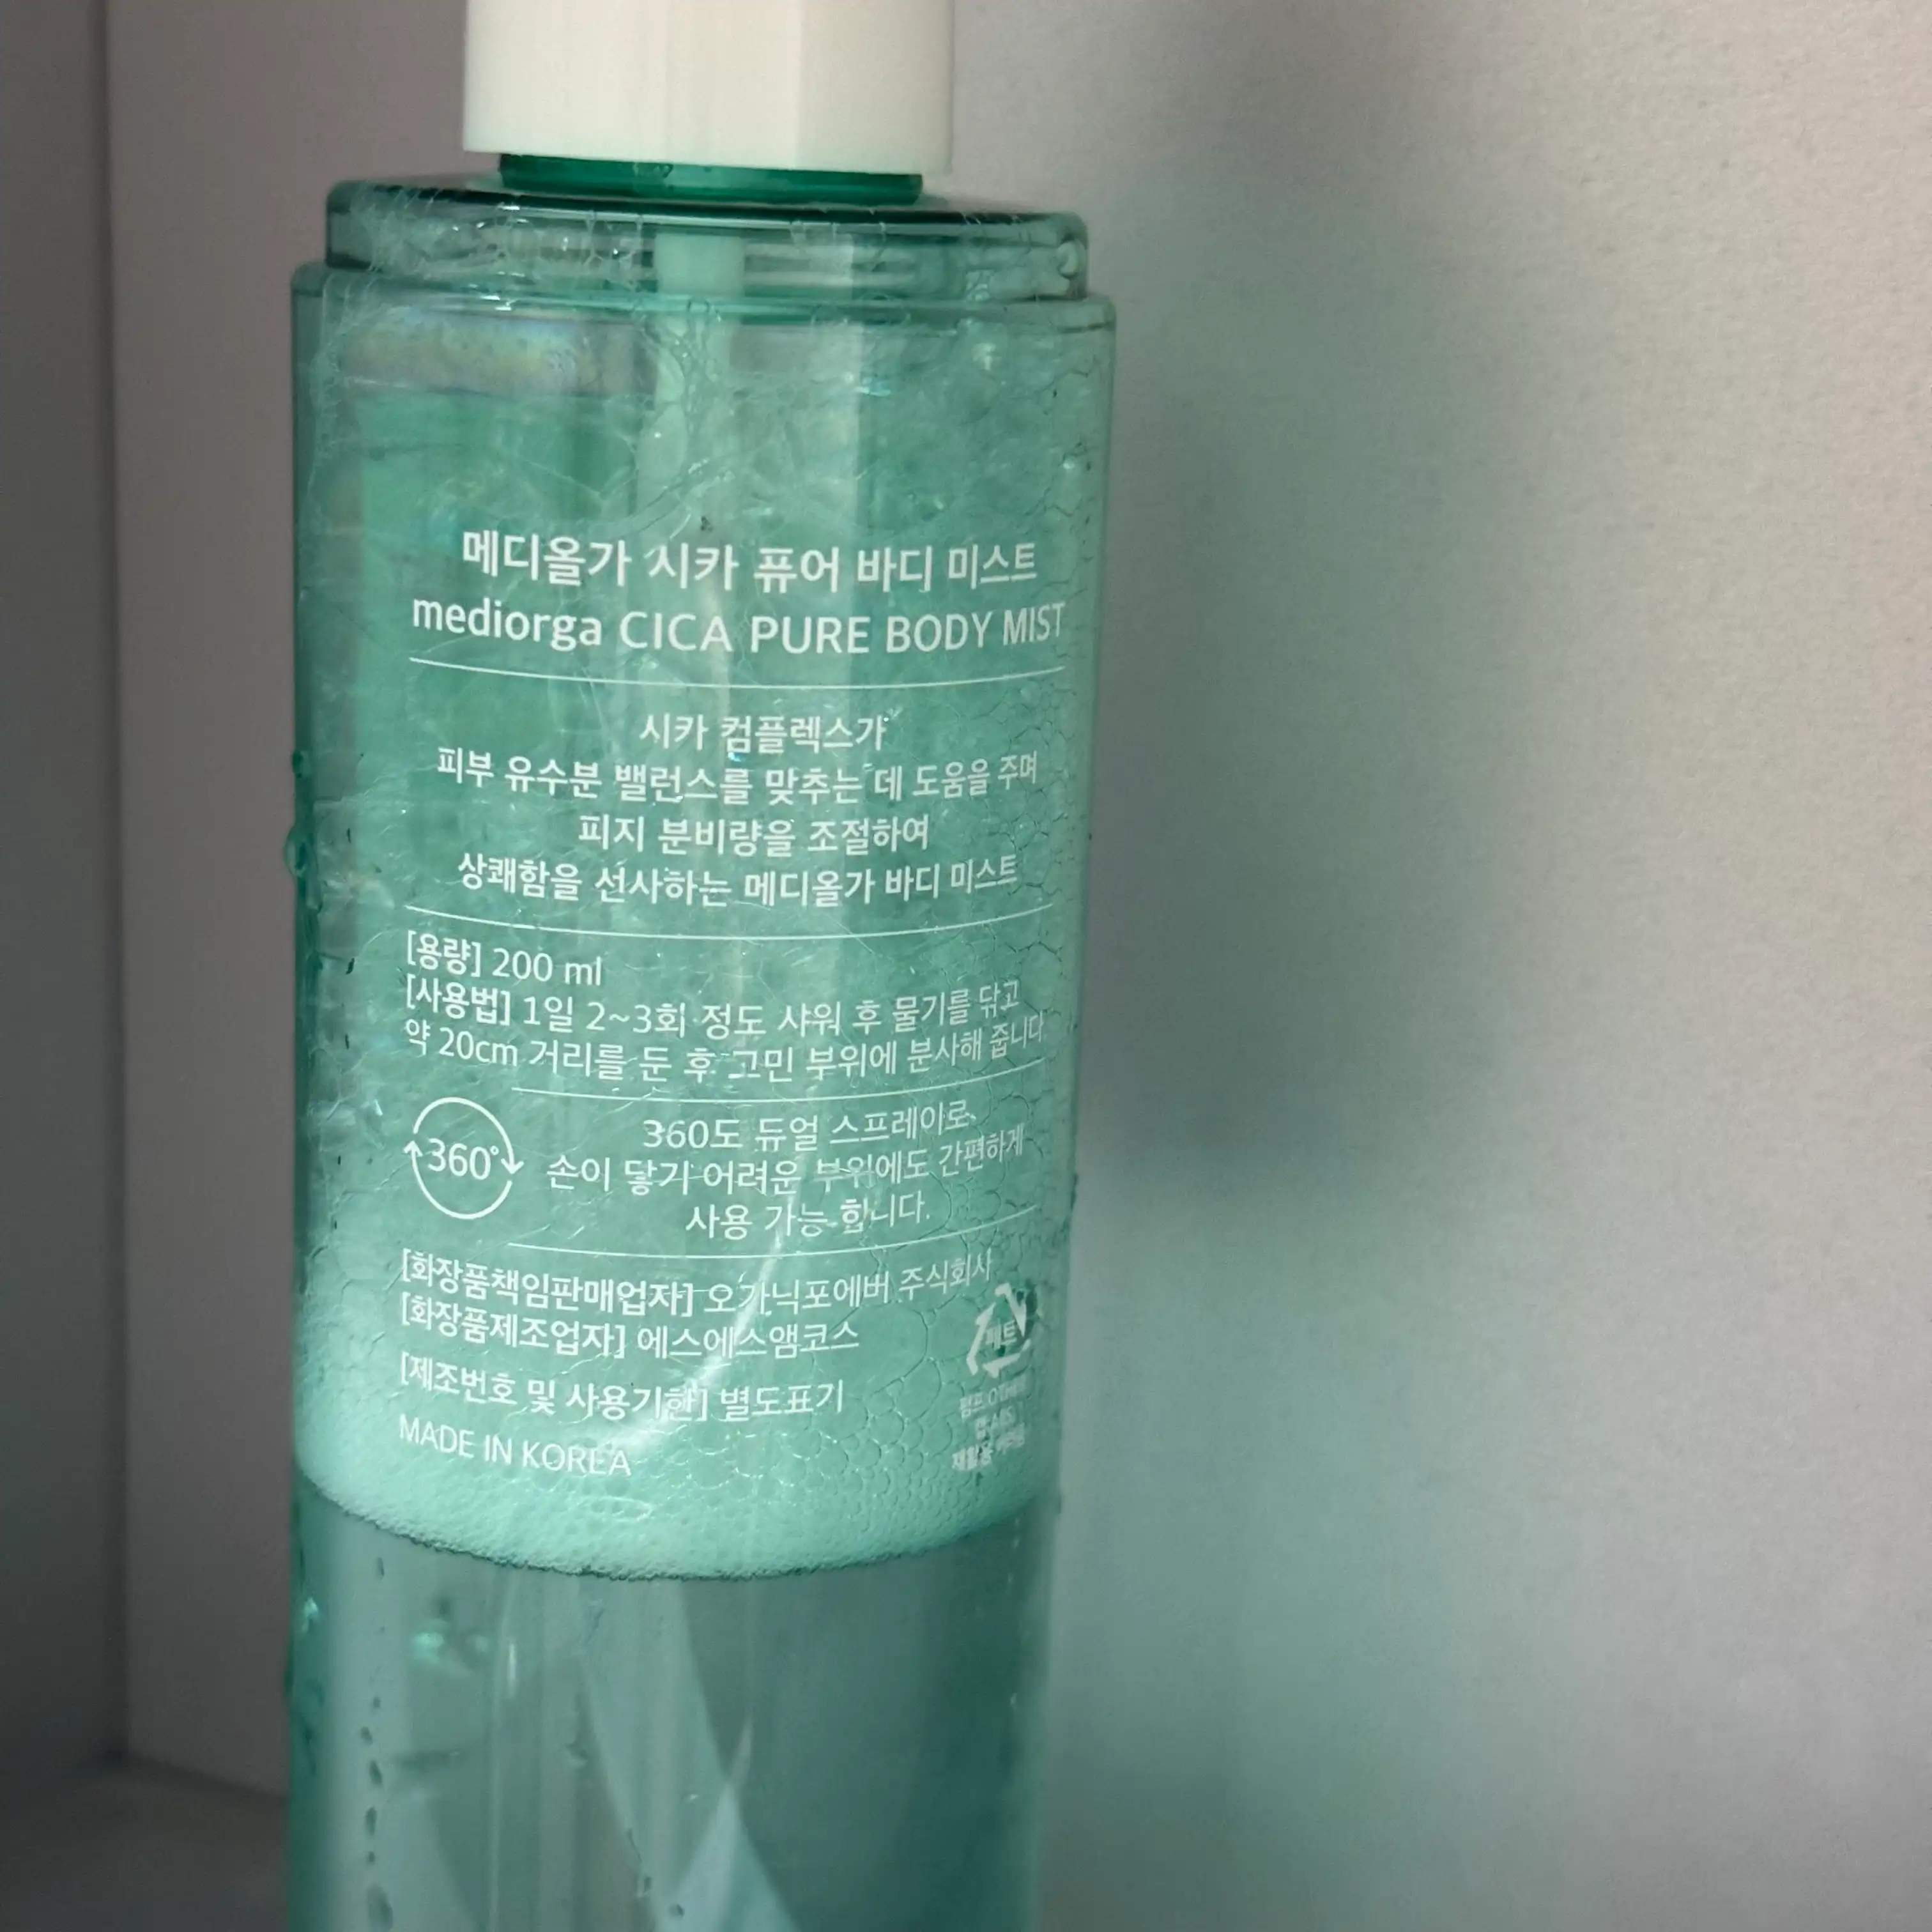 메디올가 시카 퓨어 바디 미스트
mediorga CICA PURE BODY MIST
시카 컴플렉스가
피부 유수분 밸런스를 맞추는 데 도움을 주며
피지 분비량을 조절하여
상쾌함을 선사하는 메디올가 바디 미스트
[용량] 200 ml
[사용법] 1일 2~3회 정도 샤워 후 물기를 닦고
약 20cm 거리를 둔 후 고민 부위에 분사해 줍니다.
360°
360도 듀얼 스프레이로
손이 닿기 어려운 부위에도 간편하게
사용 가능 합니다.
[화장품책임판매업자] 오가닉포에버 주식회사
[화장품제조업자] 에스에스앰코스
[제조번호 및 사용기한] 별도표기
MADE IN KOREA
페트